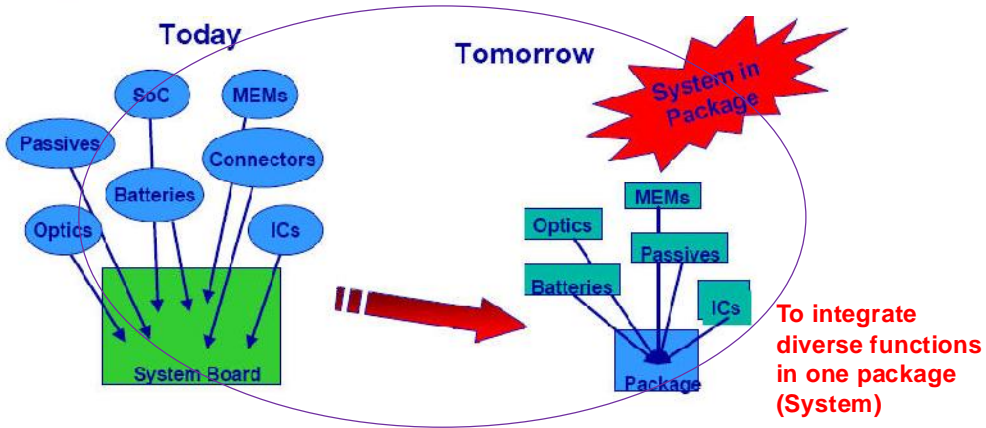 Today
SoC
MEMs
Passives
Connectors
Batteries
Optics
ICs
System Board
Tomorrow
System in
Package
MEMs
Optics
Passives
Batteries
ICs
Package
To integrate
diverse functions
in one package
(System)